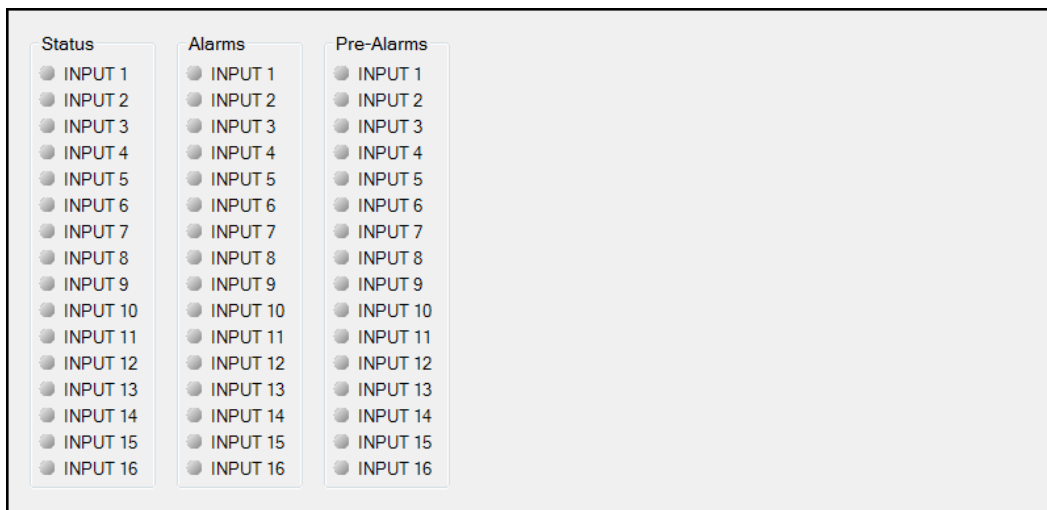 Status
INPUT 1
INPUT 2
INPUT 3
INPUT 4
INPUT 5
INPUT 6
INPUT 7
INPUT 8
INPUT 9
INPUT 10
INPUT 11
INPUT 12
INPUT 13
INPUT 14
INPUT 15
INPUT 16
Alarms
INPUT 1
INPUT 2
INPUT 3
INPUT 4
INPUT 5
INPUT 6
INPUT 7
INPUT 8
INPUT 9
INPUT 10
INPUT 11
INPUT 12
INPUT 13
INPUT 14
INPUT 15
INPUT 16
Pre-Alarms
INPUT 1
INPUT 2
INPUT 3
INPUT 4
INPUT 5
INPUT 6
INPUT 7
INPUT 8
INPUT 9
INPUT 10
INPUT 11
INPUT 12
INPUT 13
INPUT 14
INPUT 15
INPUT 16